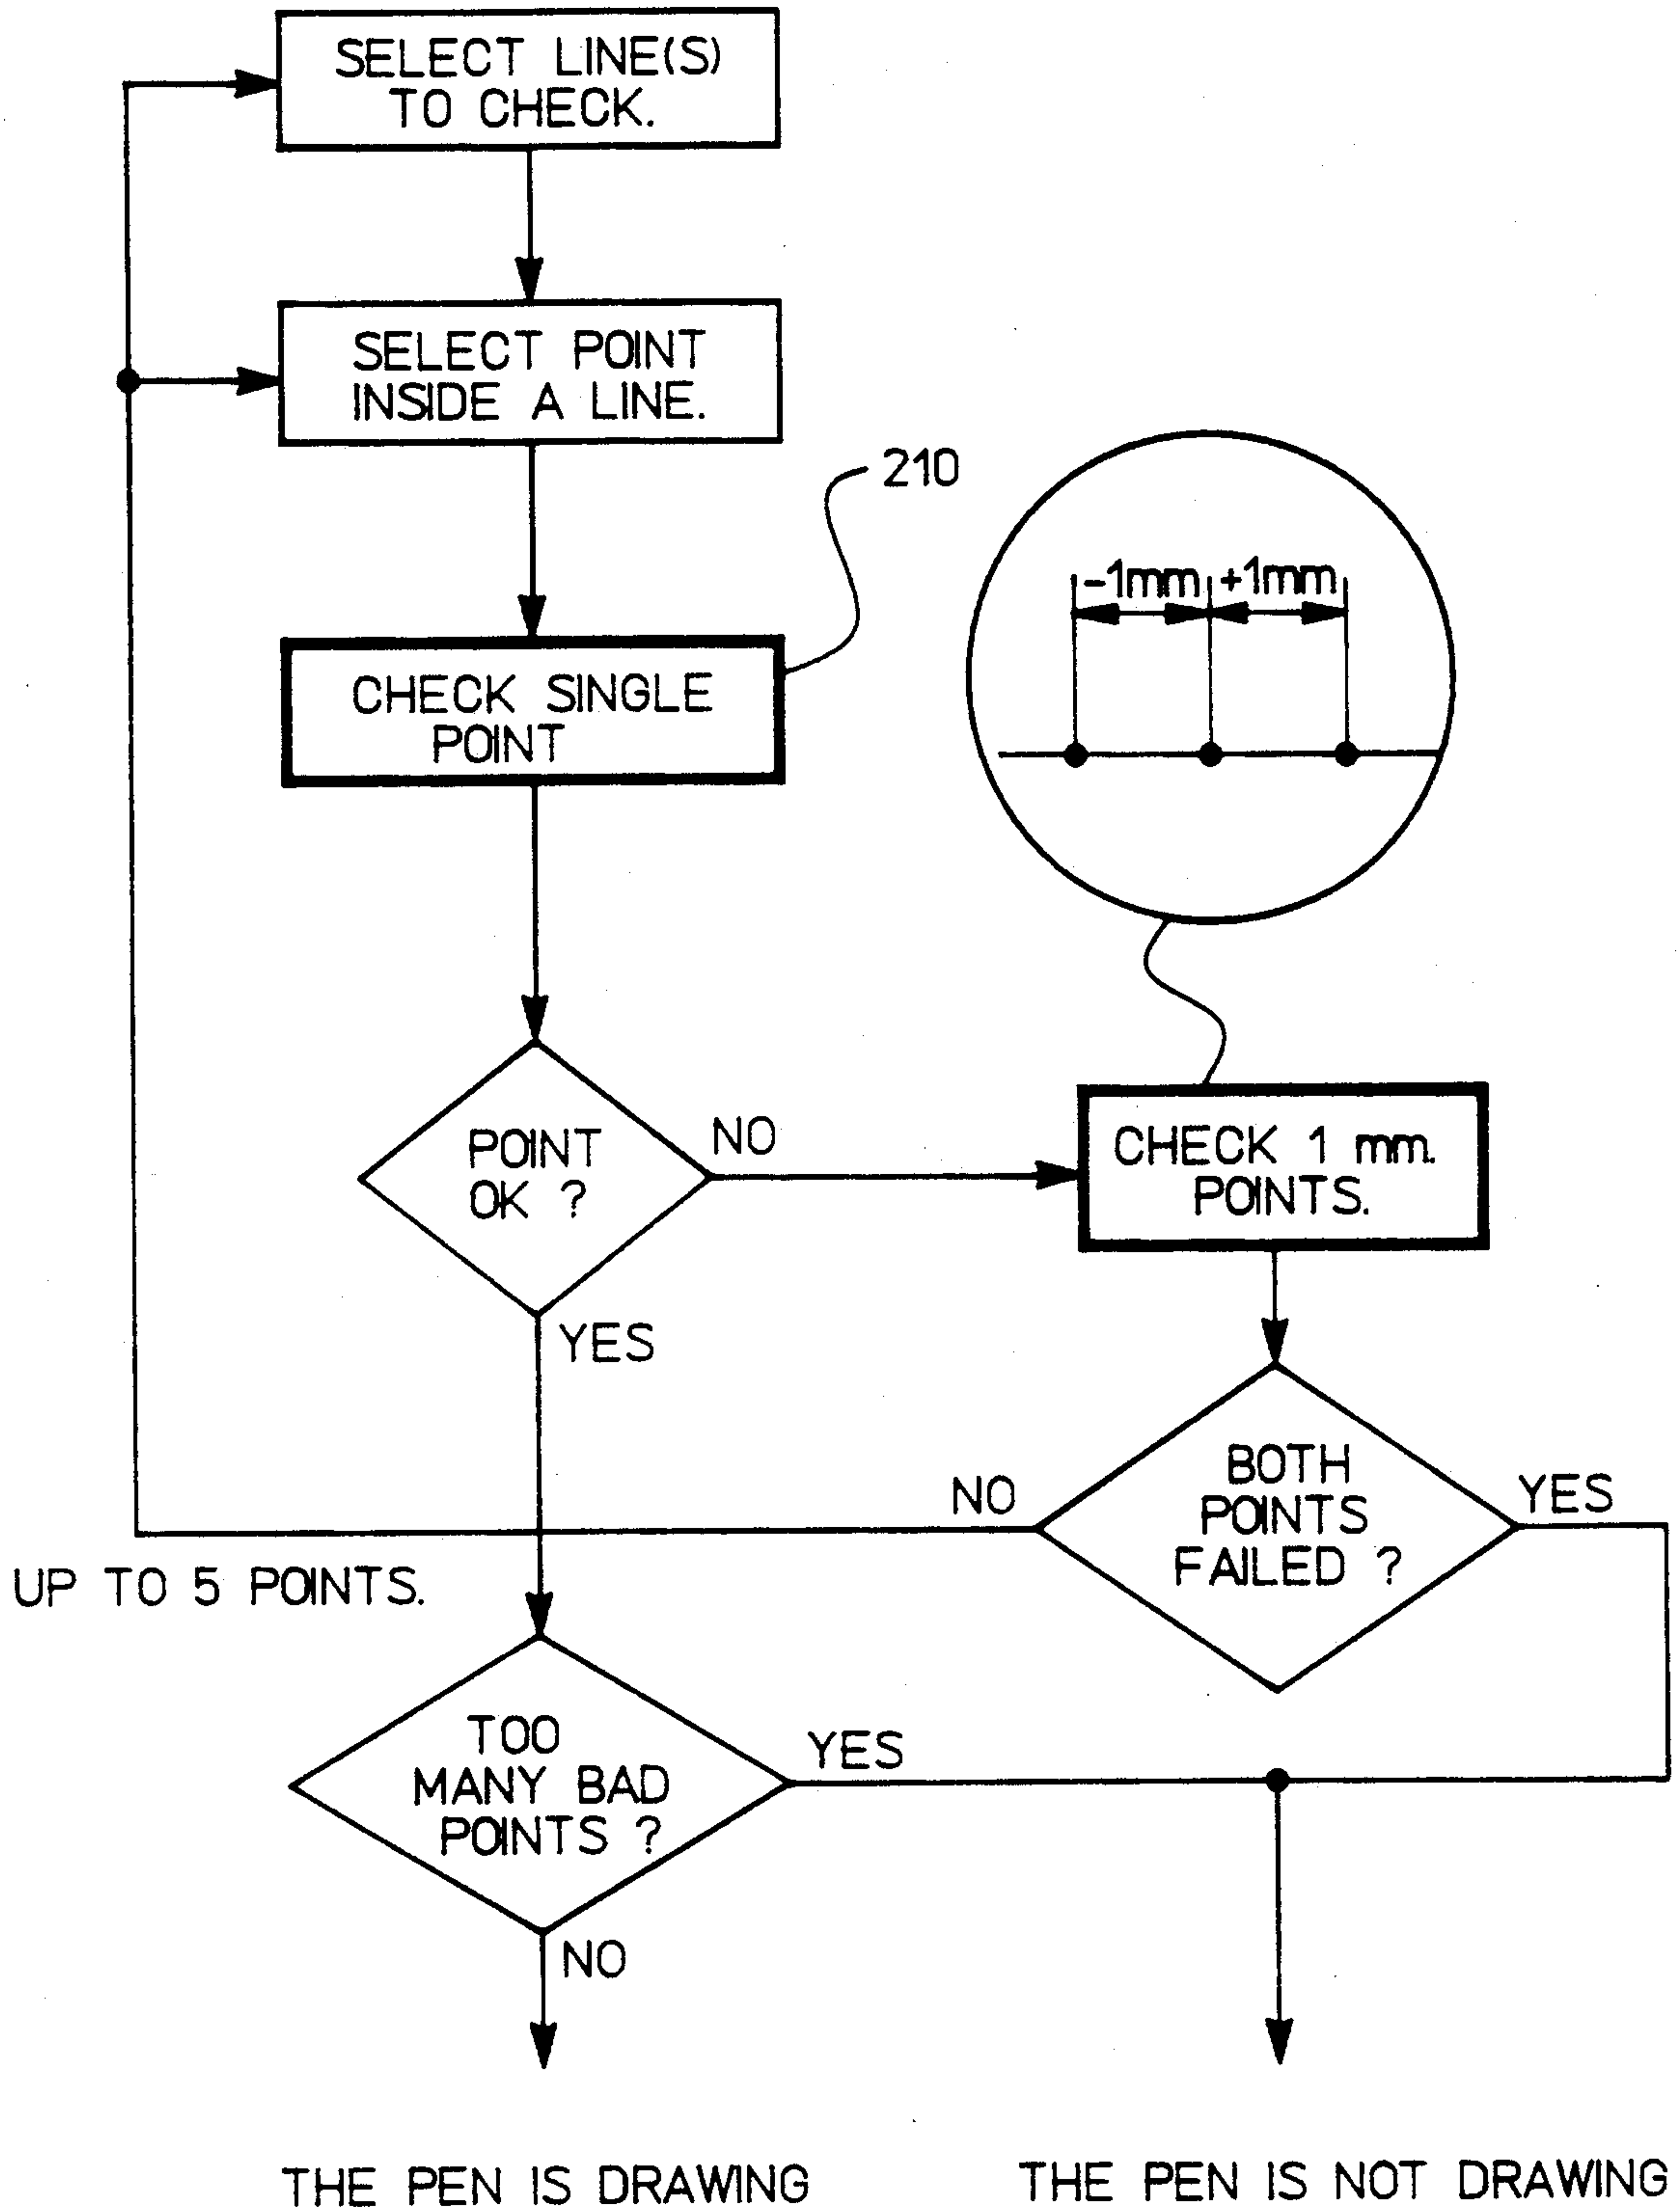 SELECT LINE(S)
TO CHECK.
SELECT POINT
INSIDE A LINE.
210
-1mm +1mm
CHECK SINGLE
POINT
POINT
OK ?
NO
CHECK 1 mm.
POINTS.
YES
BOTH
POINTS
FAILED ?
NO
YES
UP TO 5 POINTS.
TOO
MANY BAD
POINTS ?
YES
NO
THE PEN IS DRAWING
THE PEN IS NOT DRAWING